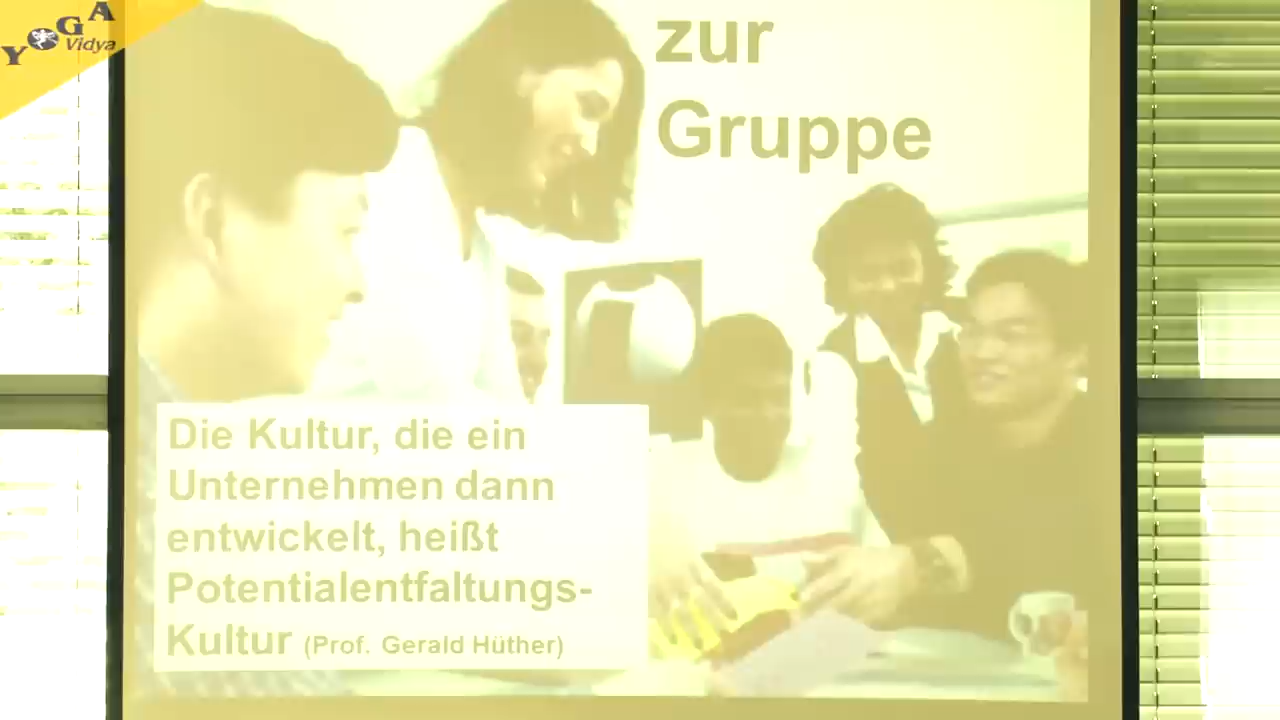 YOGA
Vidya
zur
Gruppe
Die Kultur, die ein
Unternehmen dann
entwickelt, heißt
Potentialentfaltungs-
Kultur (Prof. Gerald Hüther)